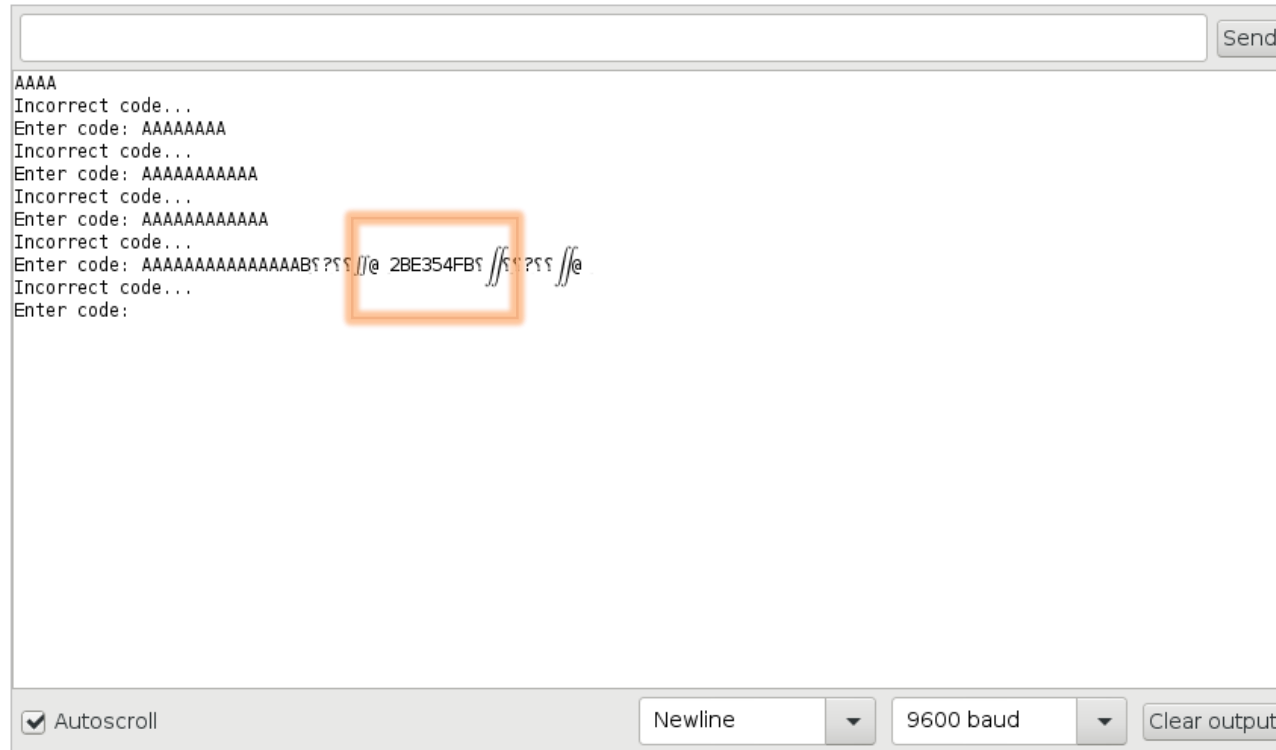 Send
AAAA
Incorrect code...
Enter code: AAAAAAAA
Incorrect code...
Enter code: AAAAAAAAAAA
Incorrect code...
Enter code: AAAAAAAAAAAA
Incorrect code...
Enter code: AAAAAAAAAAAAAAAB⸮?⸮⸮∬@ 2BE354FB⸮∬⸮⸮?⸮⸮∬@
Incorrect code...
Enter code:
Autoscroll
Newline
9600 baud
Clear output